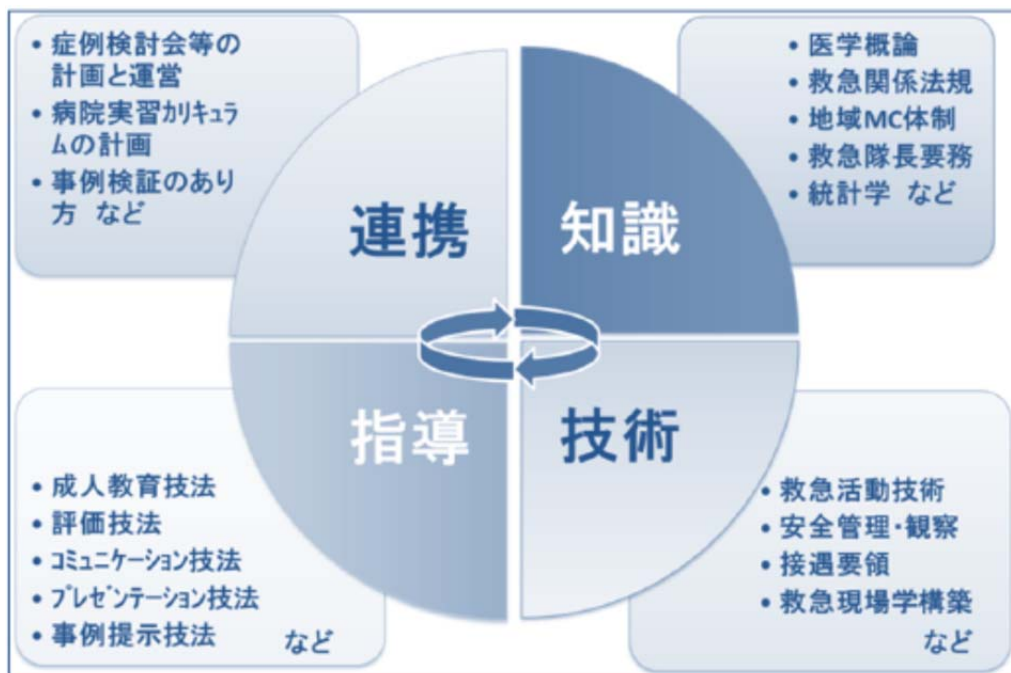 ・症例検討会等の
計画と運営
・病院実習ｶﾘｷｭﾗ
ﾑの計画
・事例検証のあり
方 など
連携
・医学概論
・救急関係法規
・地域MC体制
・救急隊長要務
・統計学 など
知識
指導
・成人教育技法
・評価技法
・ｺﾐｭﾆｹｰｼｮﾝ技法
・ﾌﾟﾚｾﾞﾝﾃｰｼｮﾝ技法
・事例提示技法 など
技術
・救急活動技術
・安全管理・観察
・接遇要領
・救急現場学構築
など